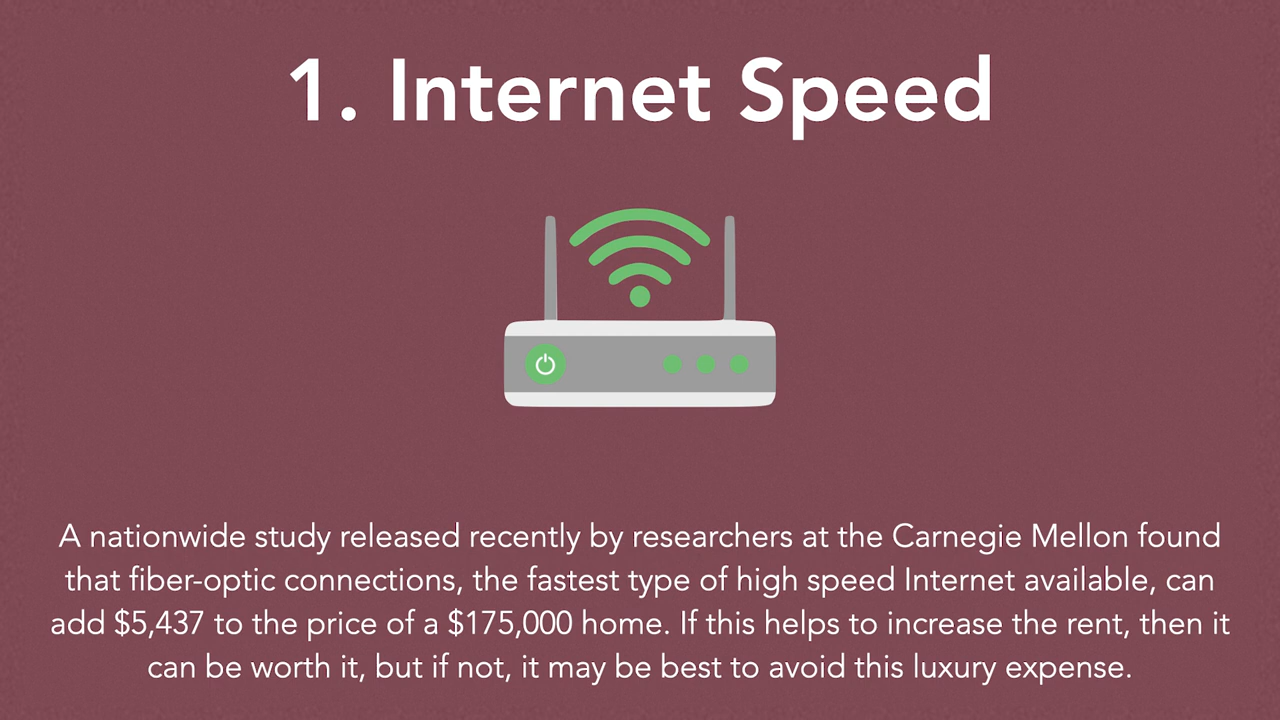 1. Internet Speed
A nationwide study released recently by researchers at the Carnegie Mellon found
that fiber-optic connections, the fastest type of high speed Internet available, can
add $5,437 to the price of a $175,000 home. If this helps to increase the rent, then it
can be worth it, but if not, it may be best to avoid this luxury expense.